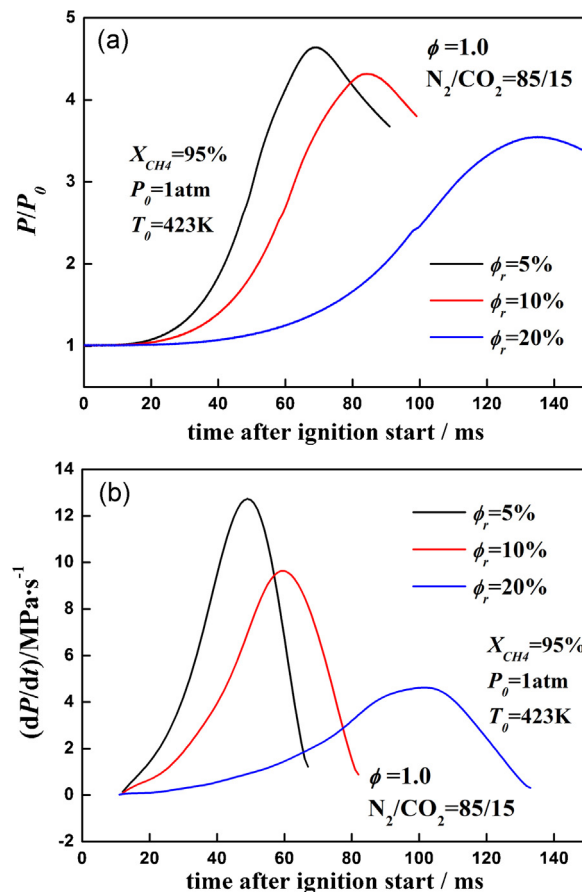 (a)
ϕ=1.0
N₂/CO₂=85/15
X_CH4=95%
P₀=1atm
T₀=423K
ϕᵣ=5%
ϕᵣ=10%
ϕᵣ=20%
P/P₀
5
4
3
2
1
0 20 40 60 80 100 120 140
time after ignition start / ms
(b)
ϕᵣ=5%
ϕᵣ=10%
ϕᵣ=20%
X_CH4=95%
P₀=1atm
T₀=423K
ϕ=1.0
N₂/CO₂=85/15
((dP/dt)/MPa·s⁻¹
14
12
10
8
6
4
2
0
-2
0 20 40 60 80 100 120 140
time after ignition start / ms